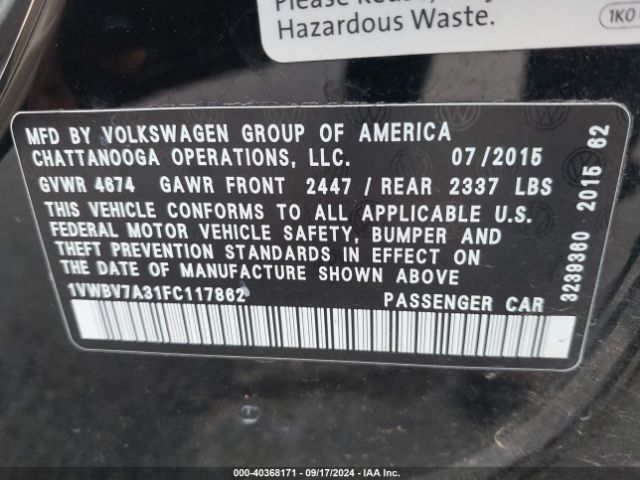 Hazardous Waste.
1K0
MFD BY VOLKSWAGEN GROUP OF AMERICA
CHATTANOOGA OPERATIONS, LLC. 07/2015
GVWR 4674 GAWR FRONT 2447 / REAR 2337 LBS
THIS VEHICLE CONFORMS TO ALL APPLICABLE U.S.
FEDERAL MOTOR VEHICLE SAFETY, BUMPER AND
THEFT PREVENTION STANDARDS IN EFFECT ON
THE DATE OF MANUFACTURE SHOWN ABOVE
1VWBV7A31FC117862 PASSENGER CAR
3239360 2015 62
000-40368171 | 09/17/2024 | IAA Inc.